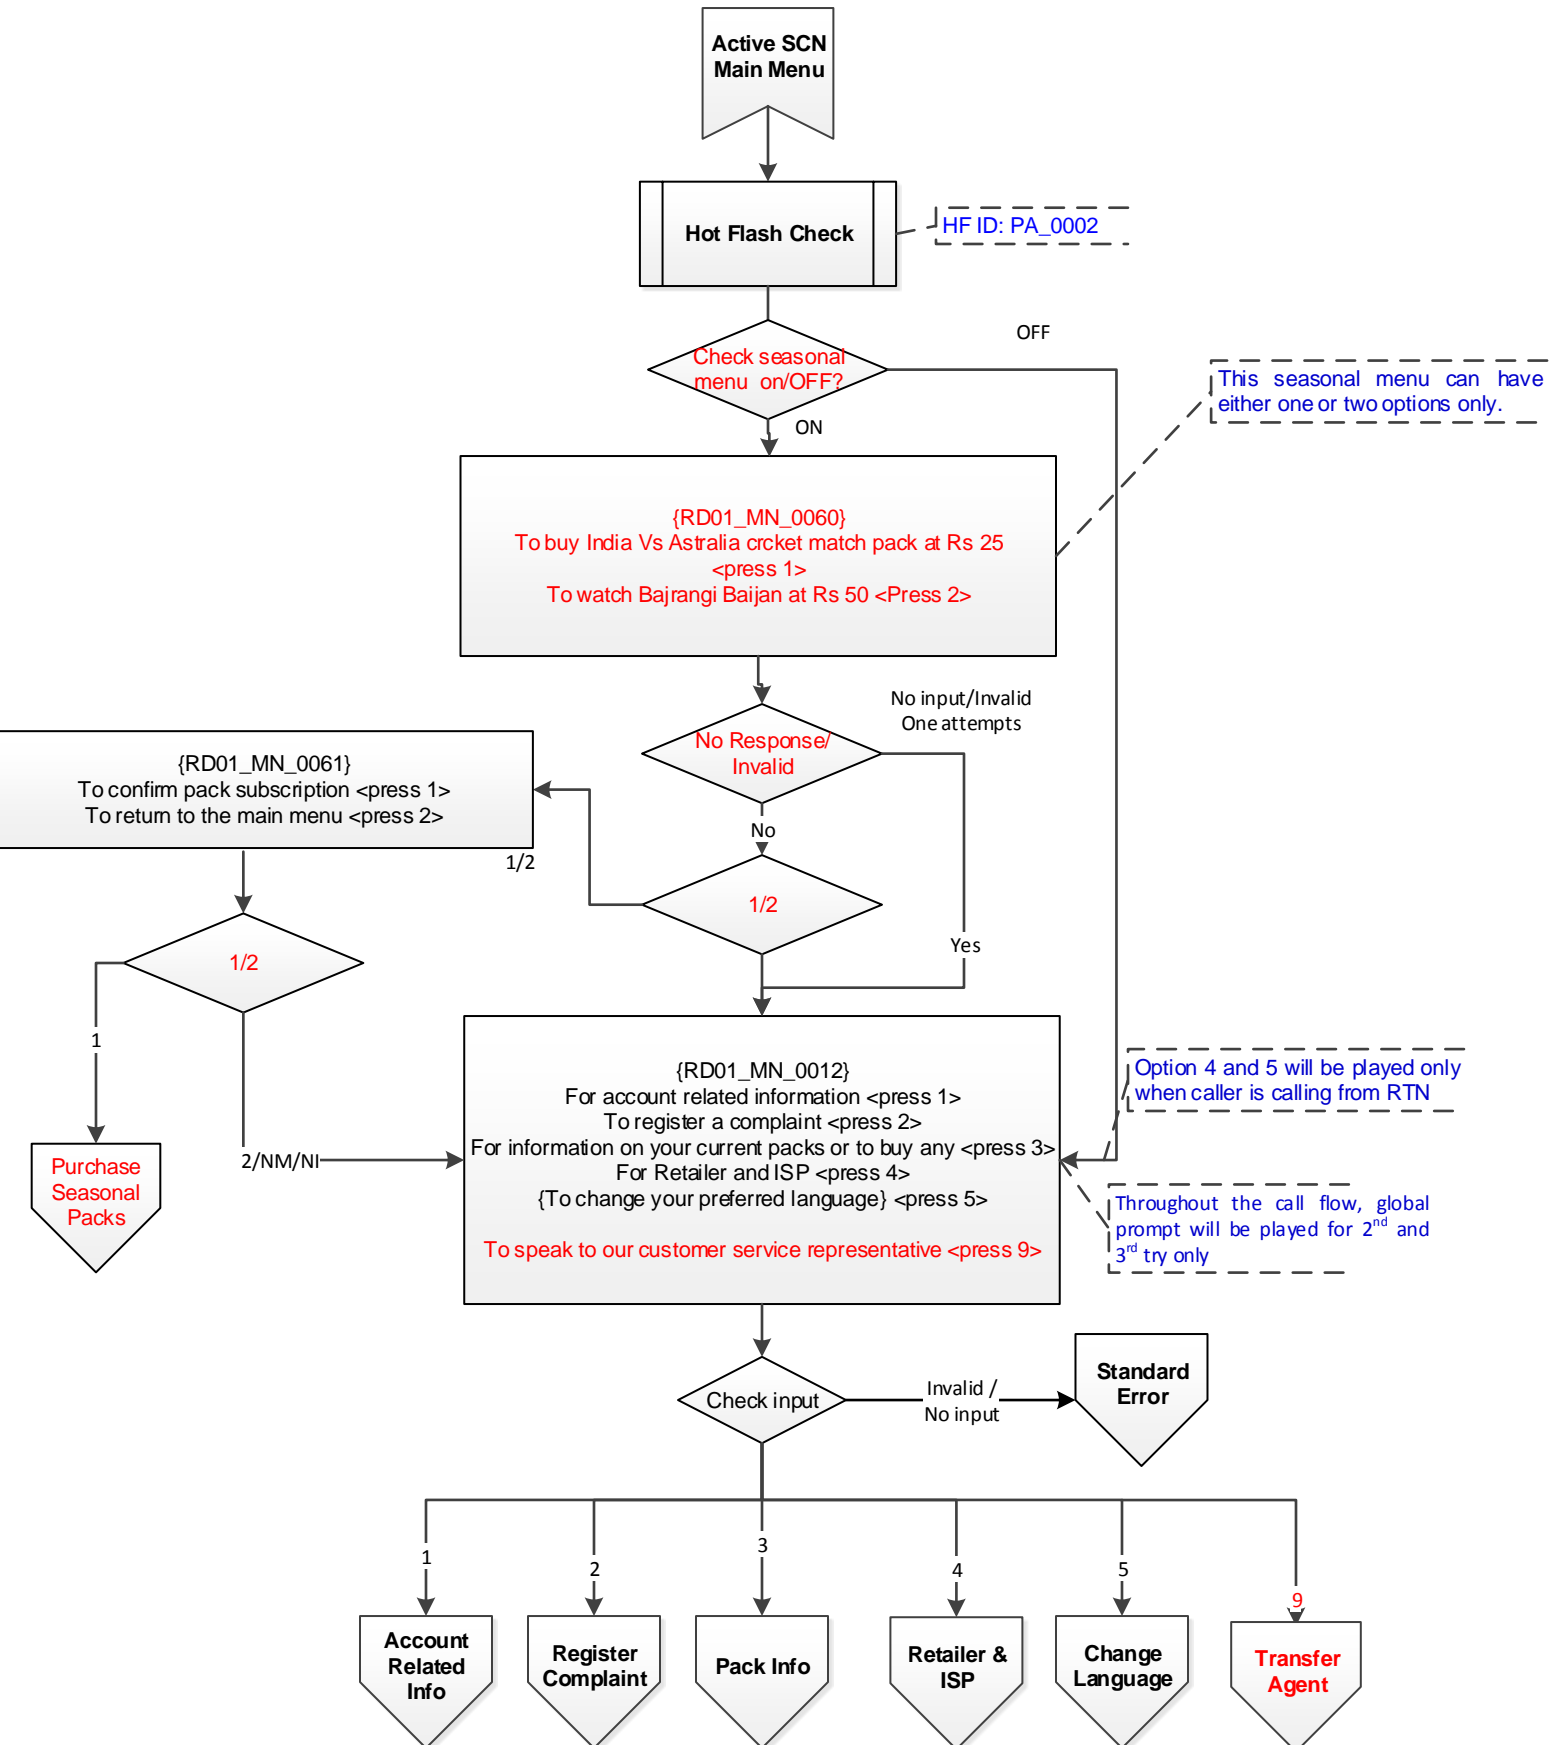 Active SCN
Main Menu
Hot Flash Check
HF ID: PA_0002
OFF
Check seasonal
menu on/OFF?
This seasonal menu can have
either one or two options only.
ON
{RD01_MN_0060}
To buy India Vs Astralia crcket match pack at Rs 25
<press 1>
To watch Bajrangi Baijan at Rs 50 <Press 2>
No input/Invalid
One attempts
No Response/
Invalid
{RD01_MN_0061}
To confirm pack subscription <press 1>
To return to the main menu <press 2>
No
1/2
1/2
Yes
1/2
1
{RD01_MN_0012}
For account related information <press 1>
To register a complaint <press 2>
For information on your current packs or to buy any <press 3>
For Retailer and ISP <press 4>
{To change your preferred language} <press 5>
To speak to our customer service representative <press 9>
Option 4 and 5 will be played only
when caller is calling from RTN
2/NM/NI
Purchase
Seasonal
Packs
Throughout the call flow, global
prompt will be played for 2nd and
3rd try only
Check input
Invalid /
No input
Standard
Error
1
2
3
4
5
9
Account
Related
Info
Register
Complaint
Pack Info
Retailer &
ISP
Change
Language
Transfer
Agent